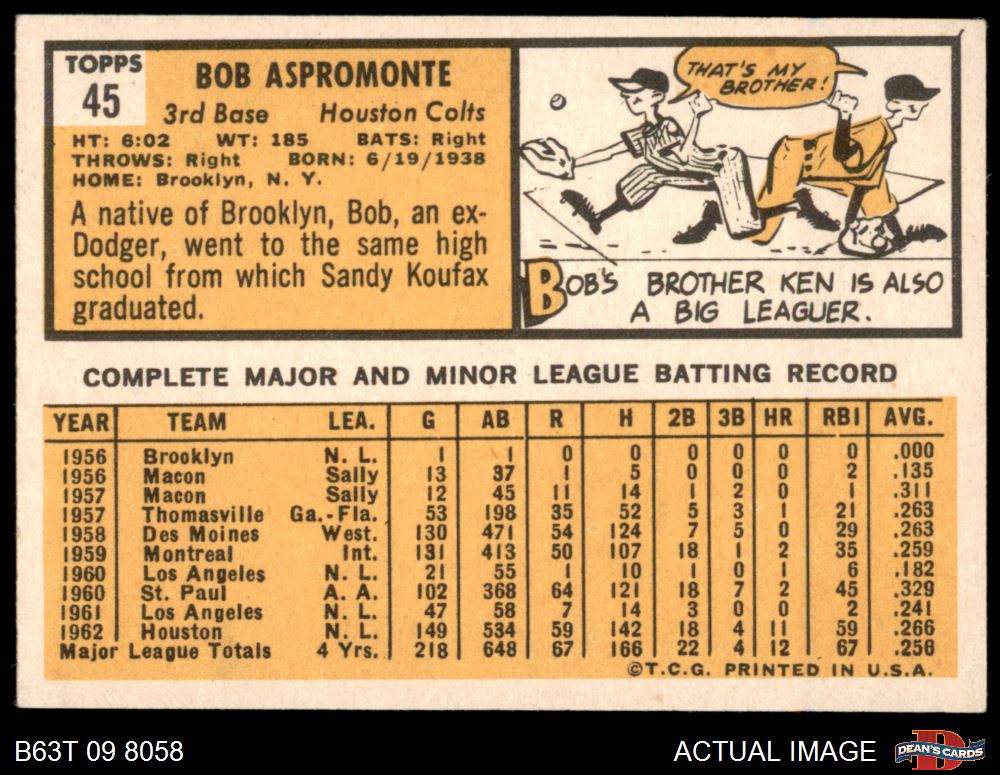 TOPPS
45
BOB ASPROMONTE
3rd Base Houston Colts
HT: 6:02 WT: 185 BATS: Right
THROWS: Right BORN: 6/19/1938
HOME: Brooklyn, N. Y.
A native of Brooklyn, Bob, an ex-
Dodger, went to the same high
school from which Sandy Koufax
graduated.
THAT'S MY
BROTHER!
BOB'S BROTHER KEN IS ALSO
A BIG LEAGUER.
COMPLETE MAJOR AND MINOR LEAGUE BATTING RECORD
YEAR TEAM LEA. G AB R H 2B 3B HR RBI AVG.
1956 Brooklyn N. L. 1 1 0 0 0 0 0 0 .000
1956 Macon Sally 13 37 1 5 0 0 0 2 .135
1957 Macon Sally 12 45 11 14 1 2 0 1 .311
1957 Thomasville Ga.-Fla. 53 198 35 52 5 3 1 21 .263
1958 Des Moines West. 130 471 54 124 7 5 0 29 .263
1959 Montreal Int. 131 413 50 107 18 1 2 35 .259
1960 Los Angeles N. L. 21 55 1 10 1 0 1 6 .182
1960 St. Paul A. A. 102 368 64 121 18 7 2 45 .329
1961 Los Angeles N. L. 47 58 7 14 3 0 0 2 .241
1962 Houston N. L. 149 534 59 142 18 4 11 59 .266
Major League Totals 4 Yrs. 218 648 67 166 22 4 12 67 .256
©T.C.G. PRINTED IN U.S.A.
B63T 09 8058
ACTUAL IMAGE
DEAN'S CARDS